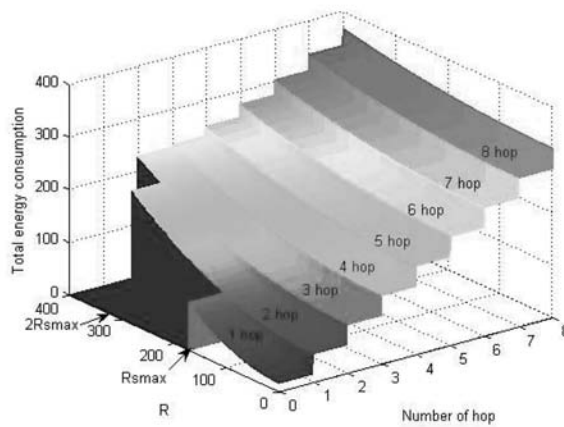 400
300
200
100
0
Total energy consumption
400
300
200
100
0
2Rsmax
Rsmax
R
0
1
2
3
4
5
6
7
8
Number of hop
1 hop
2 hop
3 hop
4 hop
5 hop
6 hop
7 hop
8 hop